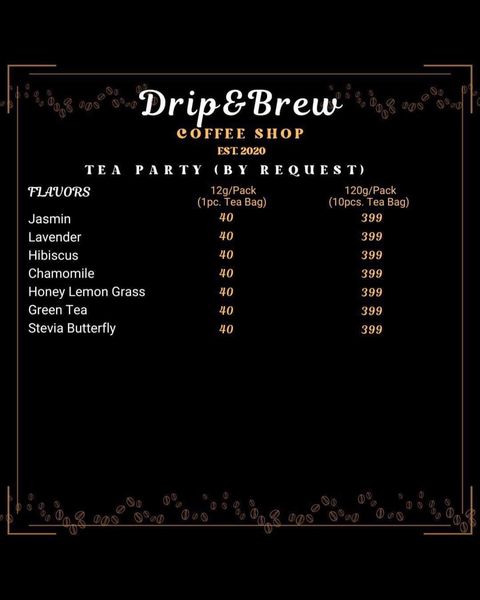 Drip&Brew
COFFEE SHOP
EST. 2020
TEA PARTY (BY REQUEST)
FLAVORS 12g/Pack 120g/Pack
(1pc. Tea Bag) (10pcs. Tea Bag)
Jasmin 40 399
Lavender 40 399
Hibiscus 40 399
Chamomile 40 399
Honey Lemon Grass 40 399
Green Tea 40 399
Stevia Butterfly 40 399